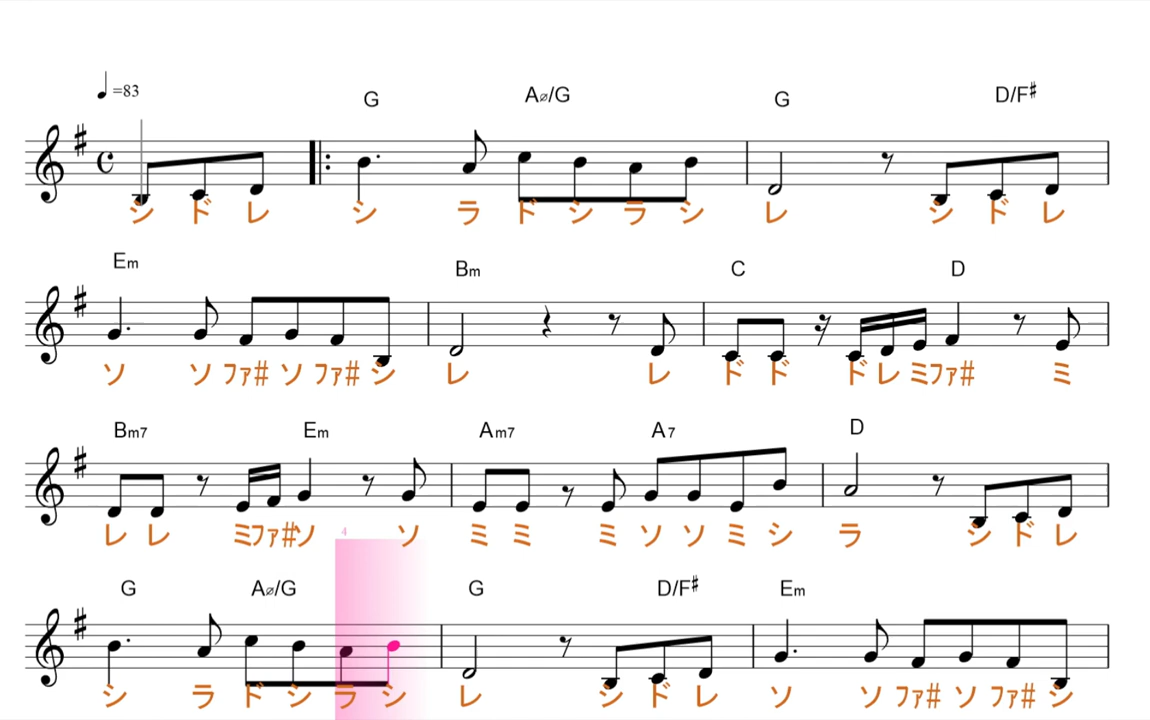 =83
G Aø/G G D/F#
シ ド レ シ ラ ド シ ラ シ レ シ ド レ
Em Bm C D
ソ ソ ファ# ソ ファ# シ レ レ ド ド ド レ ミ ファ# ミ
Bm7 Em Am7 A7 D
レ レ ミ ファ# ソ ソ ミ ミ ミ ソ ソ ミ シ ラ シ ド レ
4
G Aø/G G D/F# Em
シ ラ ド シ ラ シ レ シ ド レ ソ ソ ファ# ソ ファ# シ